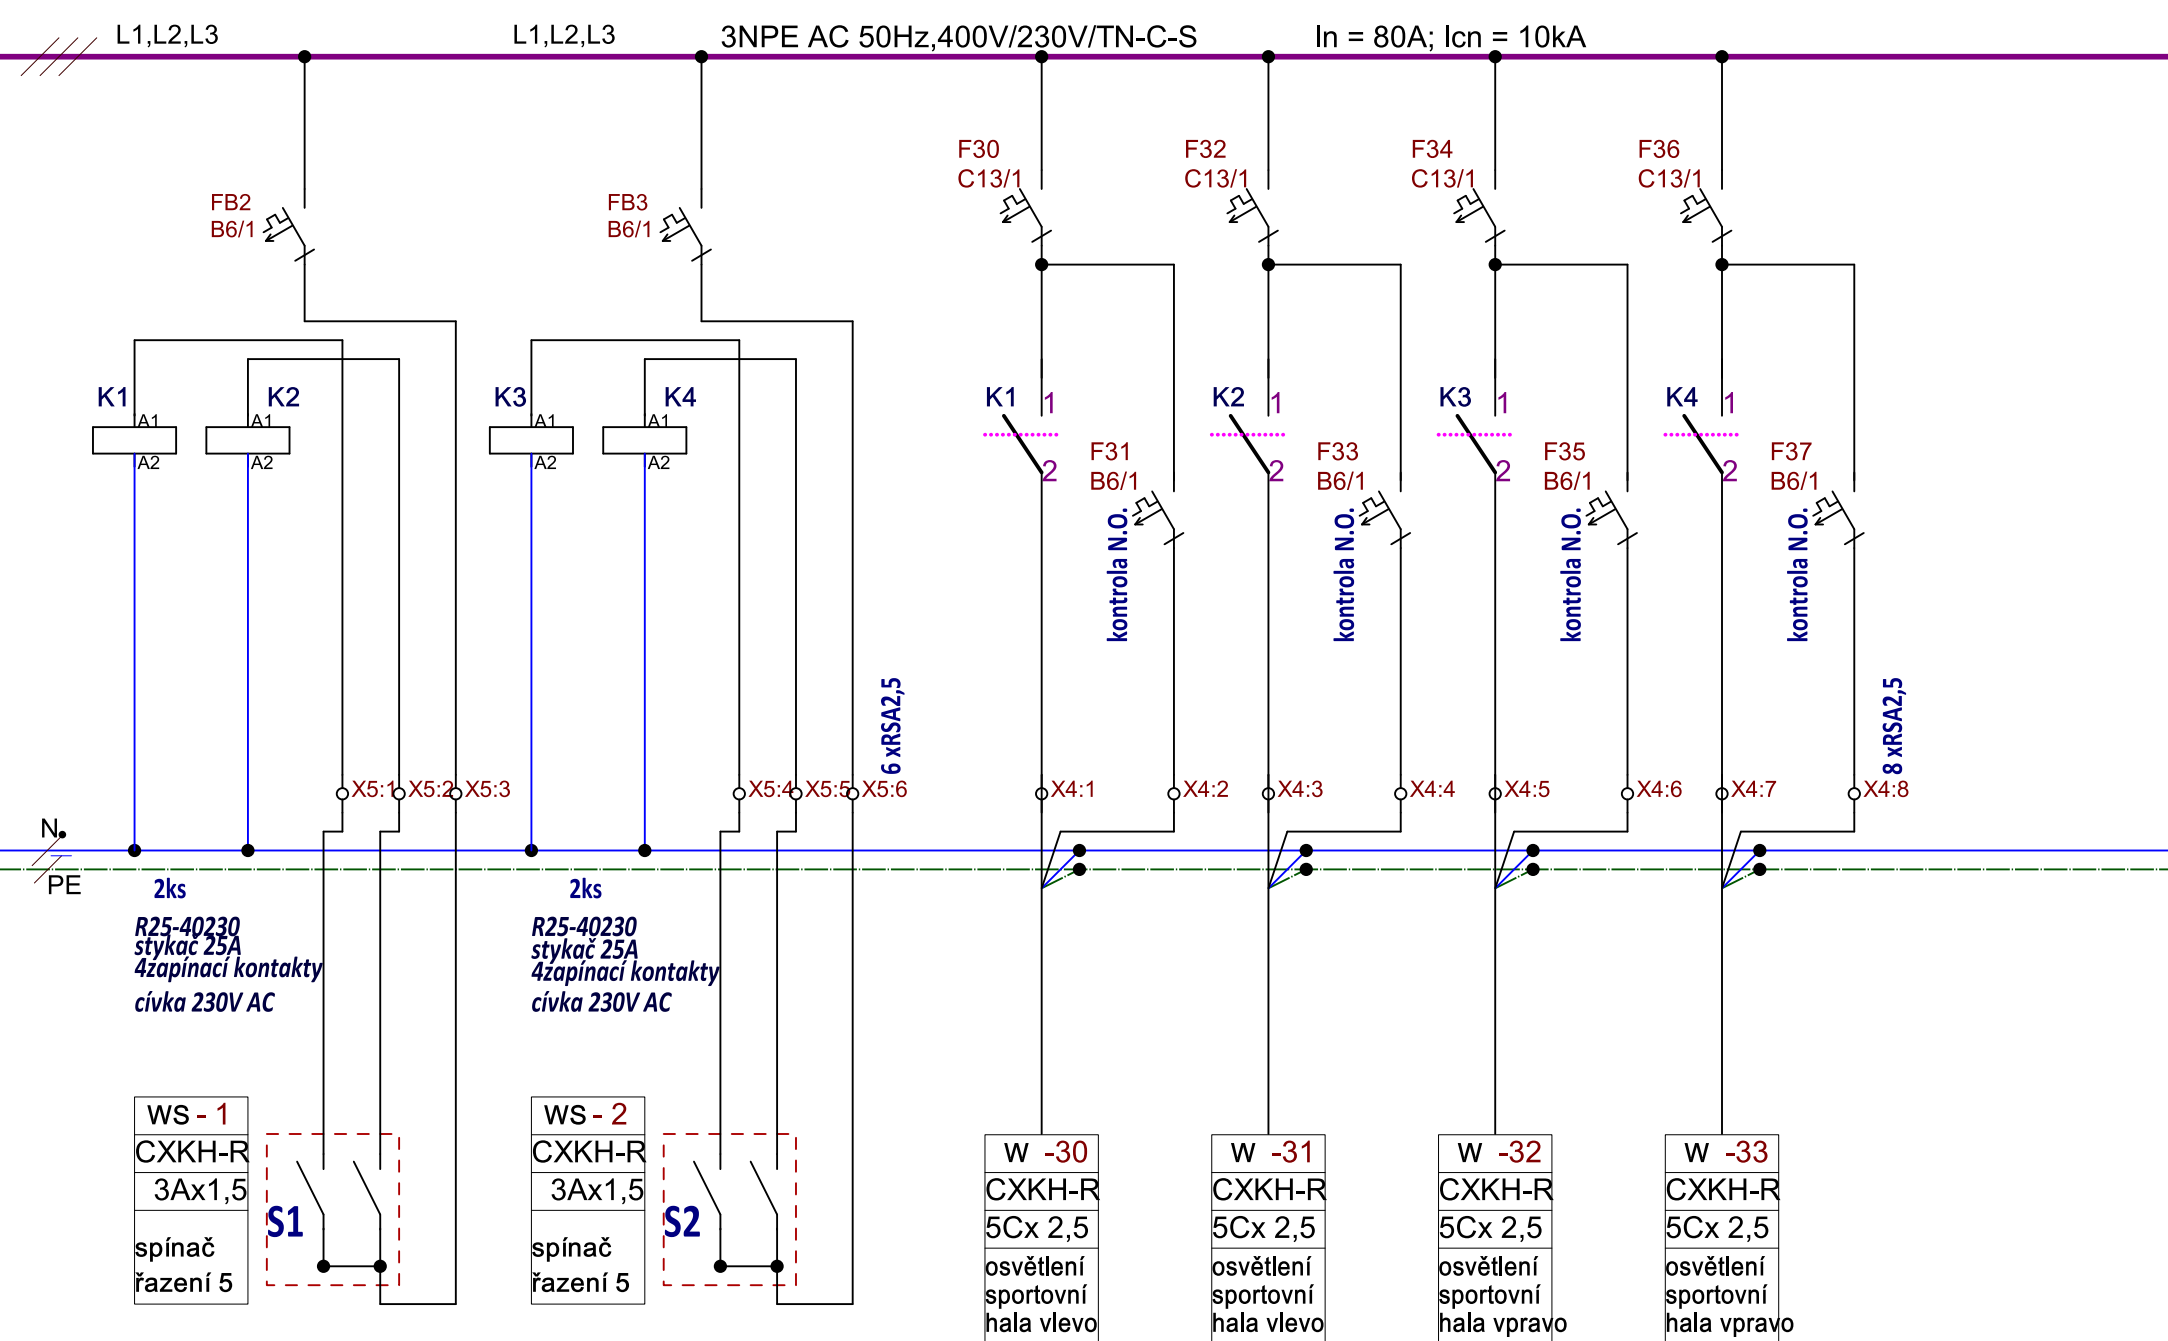 L1,L2,L3
L1,L2,L3
3NPE AC 50Hz,400V/230V/TN-C-S
In = 80A; Icn = 10kA
F30
C13/1
F32
C13/1
F34
C13/1
F36
C13/1
FB2
B6/1
FB3
B6/1
K1
A1
A2
K2
A1
A2
K3
A1
A2
K4
A1
A2
K1
1
2
K2
1
2
K3
1
2
K4
1
2
F31
B6/1
kontrola N.O.
F33
B6/1
kontrola N.O.
F35
B6/1
kontrola N.O.
F37
B6/1
kontrola N.O.
6 xRSA2,5
8 xRSA2,5
X5:1
X5:2
X5:3
X5:4
X5:5
X5:6
X4:1
X4:2
X4:3
X4:4
X4:5
X4:6
X4:7
X4:8
N
PE
2ks
R25-40230
stykač 25A
4zapínací kontakty
cívka 230V AC
2ks
R25-40230
stykač 25A
4zapínací kontakty
cívka 230V AC
WS - 1
CXKH-R
3Ax1,5
spínač
řazení 5
S1
WS - 2
CXKH-R
3Ax1,5
spínač
řazení 5
S2
W -30
CXKH-R
5Cx 2,5
osvětlení
sportovní
hala vlevo
W -31
CXKH-R
5Cx 2,5
osvětlení
sportovní
hala vlevo
W -32
CXKH-R
5Cx 2,5
osvětlení
sportovní
hala vpravo
W -33
CXKH-R
5Cx 2,5
osvětlení
sportovní
hala vpravo